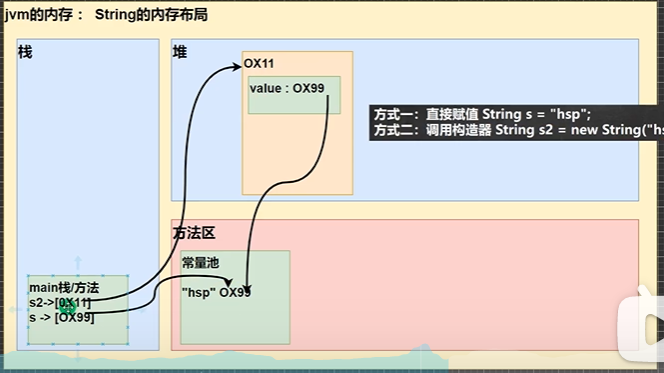 jvm的内存： String的内存布局
栈
堆
OX11
value : OX99
方式一：直接赋值 String s = "hsp";
方式二：调用构造器 String s2 = new String("hs
方法区
常量池
"hsp" OX99
main栈/方法
s2->[0X11]
s -> [OX99]